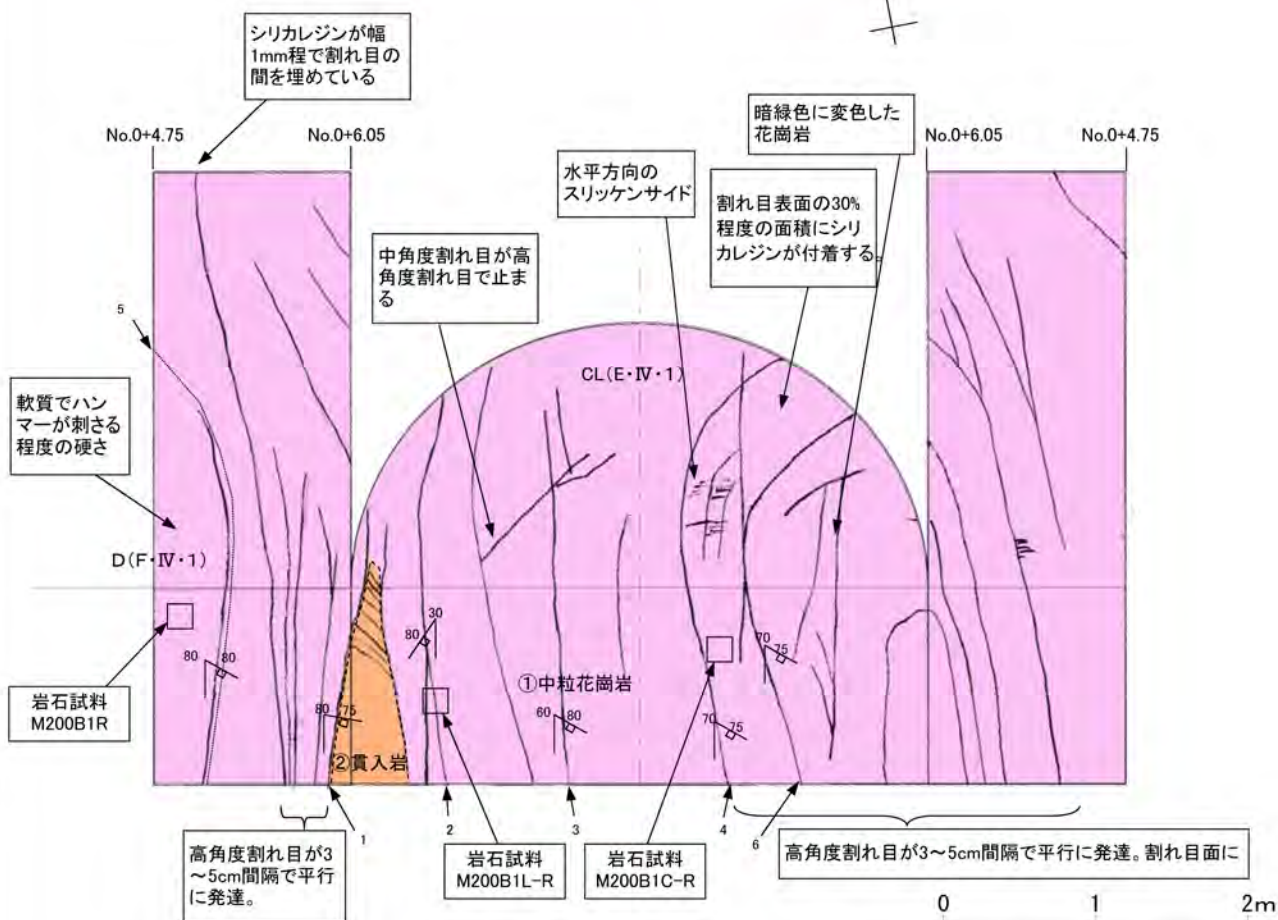 シリカレジンが幅
1mm程で割れ目の
間を埋めている
No.0+4.75
No.0+6.05
水平方向の
スリッケンサイド
暗緑色に変色した
花崗岩
No.0+6.05
No.0+4.75
割れ目表面の30%
程度の面積にシリ
カレジンが付着する。
中角度割れ目が高
角度割れ目で止ま
る
5
CL(E・Ⅳ・1)
軟質でハン
マーが刺さる
程度の硬さ
D(F・Ⅳ・1)
岩石試料
M200B1R
80 80
80 30
80 75
①中粒花崗岩
60 80
70 75
70 75
②貫入岩
1
2
3
4
6
高角度割れ目が3
~5cm間隔で平行
に発達。
岩石試料
M200B1L-R
岩石試料
M200B1C-R
高角度割れ目が3~5cm間隔で平行に発達。割れ目面に
0 1 2m